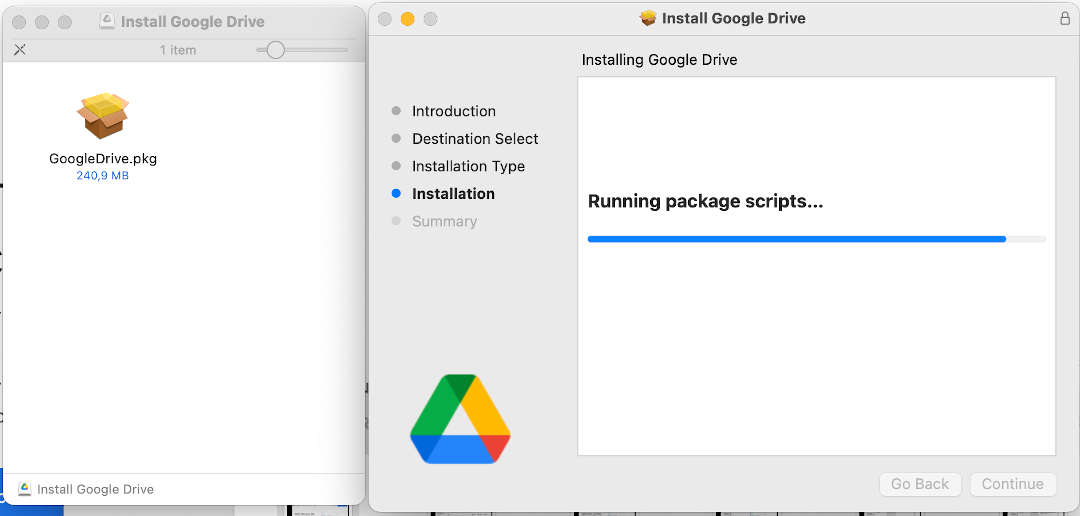 Install Google Drive
1 item
GoogleDrive.pkg
240,9 MB
Install Google Drive
Install Google Drive
Installing Google Drive
Introduction
Destination Select
Installation Type
Installation
Summary
Running package scripts...
Go Back
Continue